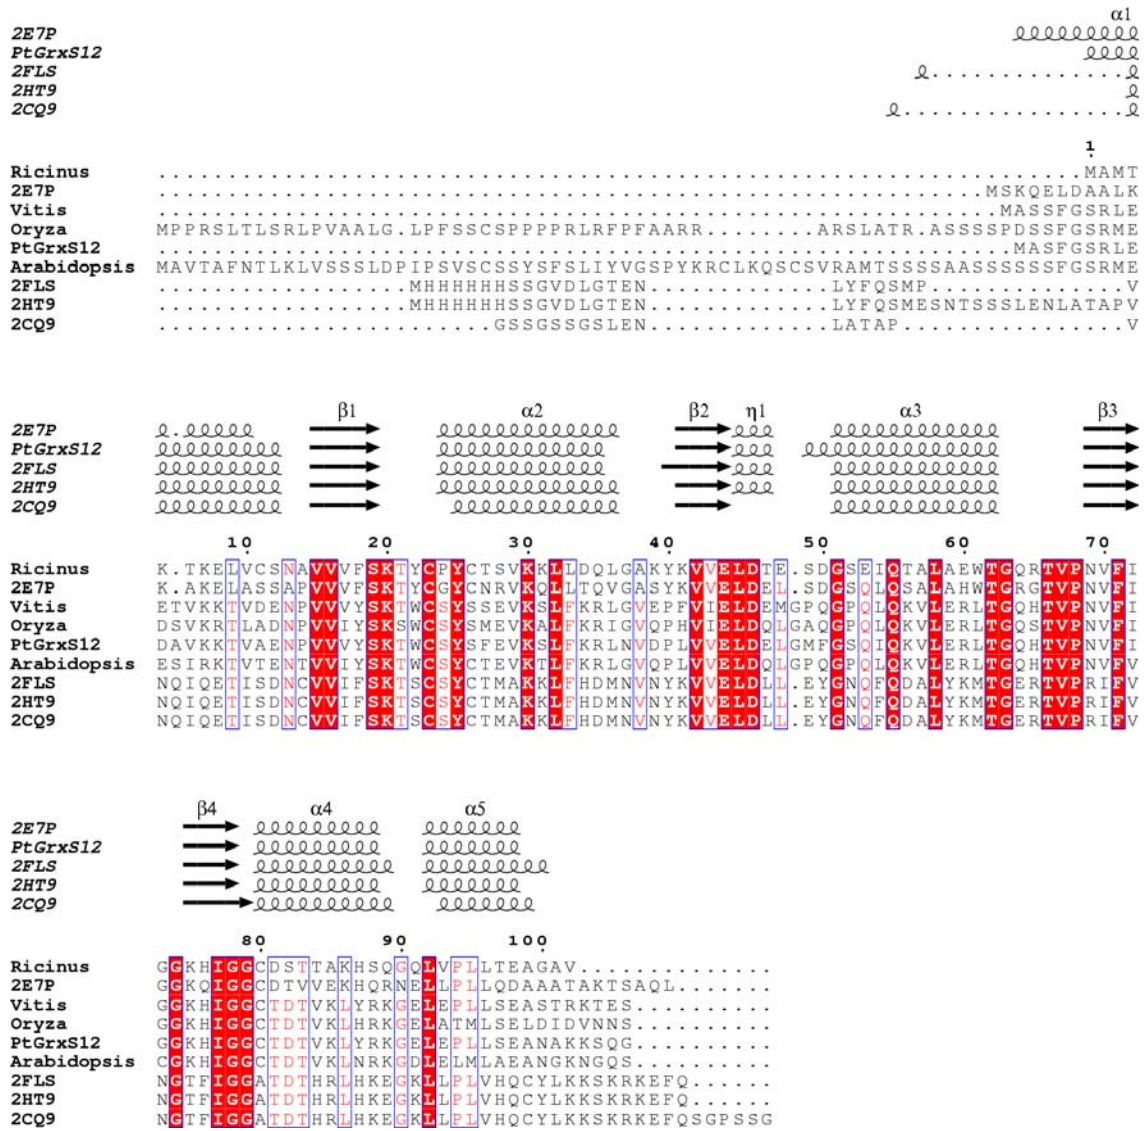 α1
2E7P
PtGrxS12
2FLS ..............
2HT9
2CQ9 ................
1
Ricinus ..................................................................MAMT
2E7P ...........................................................MSKQELDAALK
Vitis ............................................................MASSFGSRLE
Oryza MPPRSLTLSRLPVAALG.LPFSSCSPPPPRLRFPFAARR........ARSLATR.ASSSSPDSSFGSRME
PtGrxS12 ............................................................MASFGSRLE
Arabidopsis MAVTAFNTLKLVSSSLDPIPSVSCSSYSFSLIYVGSPYKRCLKQSCSVRAMTSSSSAASSSSSSFGSRME
2FLS ..................MHHHHHHSSGVDLGTEN.............LYFQSMP..............V
2HT9 ..................MHHHHHHSSGVDLGTEN.............LYFQSMESNTSSSLENLATAPV
2CQ9 ........................GSSGSSGSLEN.............LATAP................V
β1 α2 β2 η1 α3 β3
2E7P .
PtGrxS12
2FLS
2HT9
2CQ9
10 20 30 40 50 60 70
Ricinus K.TKELVCSNAVVVFSKTYCPYCTSVKKLLDQLGAKYKVVELDTE.SDGSEIQTALAEWTGQRTVPNVFI
2E7P K.AKELASSAPVVVFSKTYCGYCNRVKQLLTQVGASYKVVELDEL.SDGSQLQSALAHWTGRGTVPNVFI
Vitis ETVKKTVDENPVVVYSKTWCSYSSEVKSLFKRLGVEPFVIELDEMGPQGPQLQKVLERLTGQHTVPNVFI
Oryza DSVKRTLADNPVVIYSKSWCSYSMEVKALFKRIGVQPHVIELDQLGAQGPQLQKVLERLTGQSTVPNVFI
PtGrxS12 DAVKKTVAENPVVVYSKTWCSYSFEVKSLFKRLNVDPLVVELDELGMFGPQIQKVLERLTGQHTVPNVFI
Arabidopsis ESIRKTVTENTVVIYSKTWCSYCTEVKTLFKRLGVQPLVVELDQLGPQGPQLQKVLERLTGQHTVPNVFV
2FLS NQIQETISDNCVVIFSKTSCSYCTMAKKLFHDMNVNYKVVELDLL.EYGNQFQDALYKMTGERTVPRIFV
2HT9 NQIQETISDNCVVIFSKTSCSYCTMAKKLFHDMNVNYKVVELDLL.EYGNQFQDALYKMTGERTVPRIFV
2CQ9 NQIQETISDNCVVIFSKTSCSYCTMAKKLFHDMNVNYKVVELDLL.EYGNQFQDALYKMTGERTVPRIFV
β4 α4 α5
2E7P
PtGrxS12
2FLS
2HT9
2CQ9
80 90 100
Ricinus GGKHIGGCDSTTAKHSQGQLVPLLTEAGAV..............
2E7P GGKQIGGCDTVVEKHQRNELLPLLQDAAATAKTSAQL.......
Vitis GGKHIGGCTDTVKLYRKGELEPLLSEASTRKTES..........
Oryza GGKHIGGCTDTVKLHRKGELATMLSELDIDVNNS..........
PtGrxS12 GGKHIGGCTDTVKLYRKGELEPLLSEANAKKSQG..........
Arabidopsis CGKHIGGCTDTVKLNRKGDLELMLAEANGKNGQS..........
2FLS NGTFIGGATDTHRLHKEGKLLPLVHQCYLKKSKRKEFQ......
2HT9 NGTFIGGATDTHRLHKEGKLLPLVHQCYLKKSKRKEFQ......
2CQ9 NGTFIGGATDTHRLHKEGKLLPLVHQCYLKKSKRKEFQSGPSSG